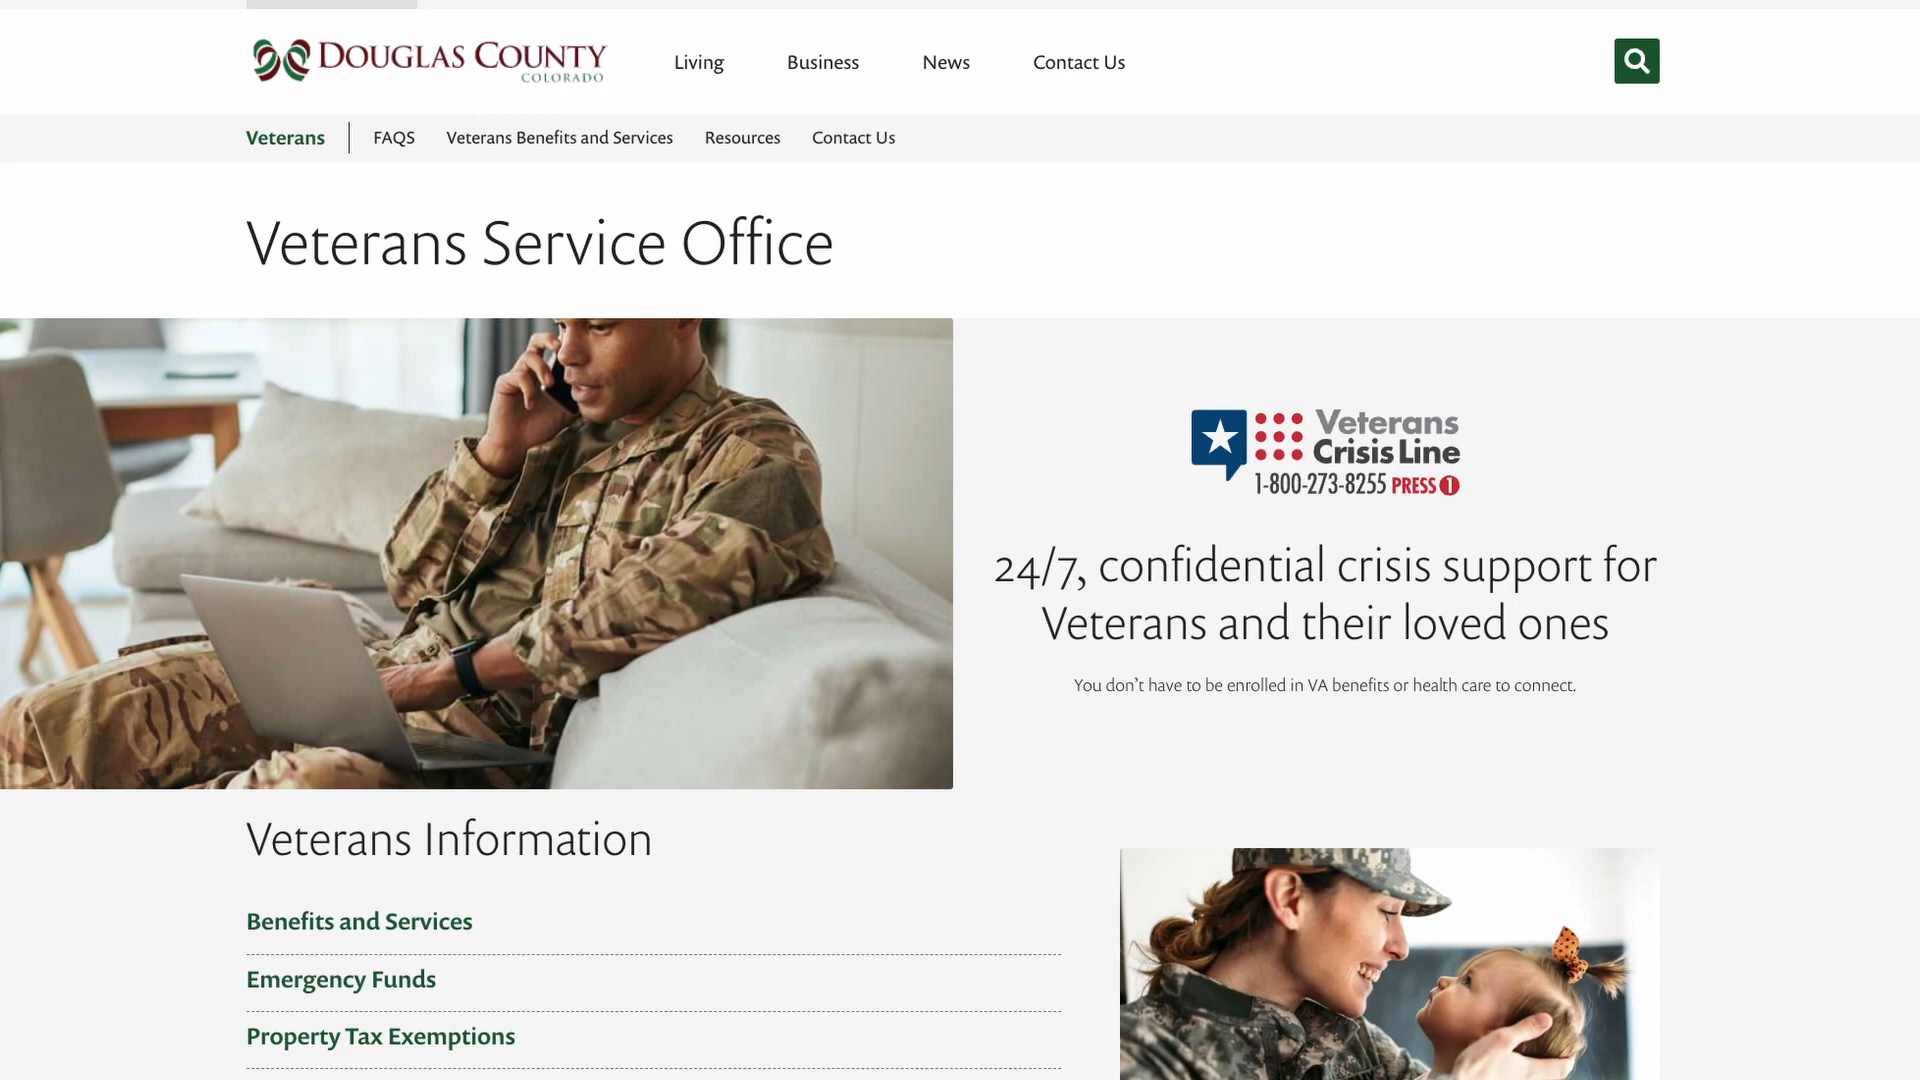 DOUGLAS COUNTY
COLORADO
Living
Business
News
Contact Us
Veterans
FAQS
Veterans Benefits and Services
Resources
Contact Us
Veterans Service Office
Veterans
Crisis Line
1-800-273-8255 PRESS 1
24/7, confidential crisis support for
Veterans and their loved ones
You don't have to be enrolled in VA benefits or health care to connect.
Veterans Information
Benefits and Services
Emergency Funds
Property Tax Exemptions